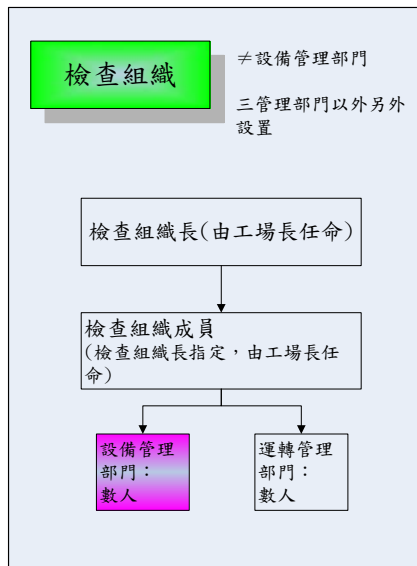 檢查組織
≠設備管理部門
三管理部門以外另外
設置
檢查組織長(由工場長任命)
檢查組織成員
(檢查組織長指定，由工場長任
命)
設備管理
部門：
數人
運轉管理
部門：
數人